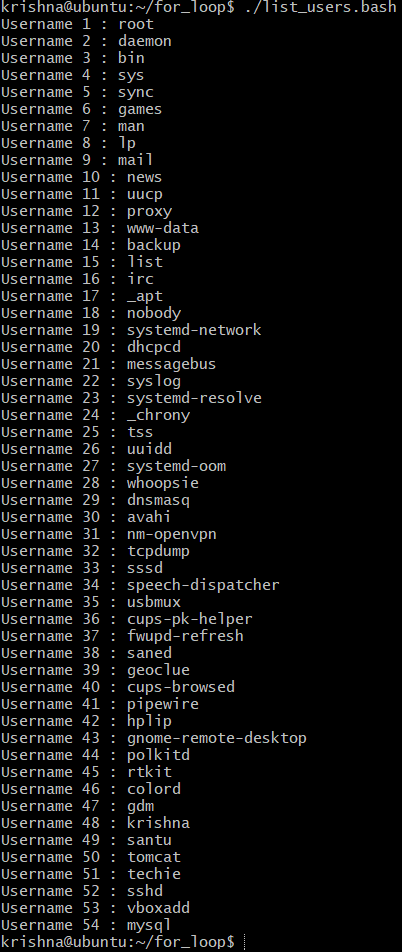 krishna@ubuntu:~/for_loop$ ./list_users.bash
Username 1 : root
Username 2 : daemon
Username 3 : bin
Username 4 : sys
Username 5 : sync
Username 6 : games
Username 7 : man
Username 8 : lp
Username 9 : mail
Username 10 : news
Username 11 : uucp
Username 12 : proxy
Username 13 : www-data
Username 14 : backup
Username 15 : list
Username 16 : irc
Username 17 : _apt
Username 18 : nobody
Username 19 : systemd-network
Username 20 : dhcpcd
Username 21 : messagebus
Username 22 : syslog
Username 23 : systemd-resolve
Username 24 : _chrony
Username 25 : tss
Username 26 : uuidd
Username 27 : systemd-oom
Username 28 : whoopsie
Username 29 : dnsmasq
Username 30 : avahi
Username 31 : nm-openvpn
Username 32 : tcpdump
Username 33 : sssd
Username 34 : speech-dispatcher
Username 35 : usbmux
Username 36 : cups-pk-helper
Username 37 : fwupd-refresh
Username 38 : saned
Username 39 : geoclue
Username 40 : cups-browsed
Username 41 : pipewire
Username 42 : hplip
Username 43 : gnome-remote-desktop
Username 44 : polkitd
Username 45 : rtkit
Username 46 : colord
Username 47 : gdm
Username 48 : krishna
Username 49 : santu
Username 50 : tomcat
Username 51 : techie
Username 52 : sshd
Username 53 : vboxadd
Username 54 : mysql
krishna@ubuntu:~/for_loop$